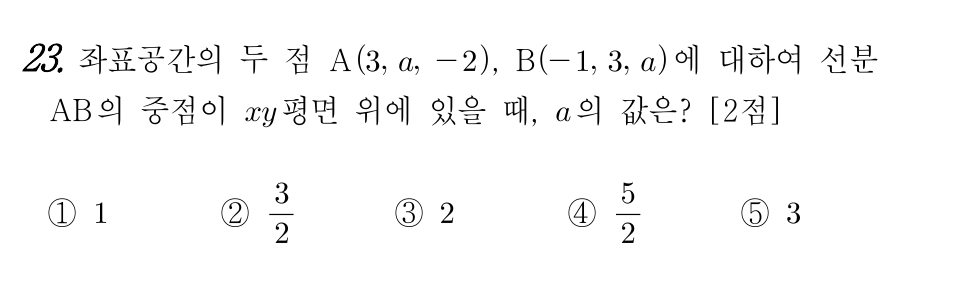 23. 좌표공간의 두 점 A(3, a, −2), B(−1, 3, a)에 대하여 선분
AB의 중점이 xy평면 위에 있을 때, a의 값은? [2점]
① 1 ② 3/2 ③ 2 ④ 5/2 ⑤ 3